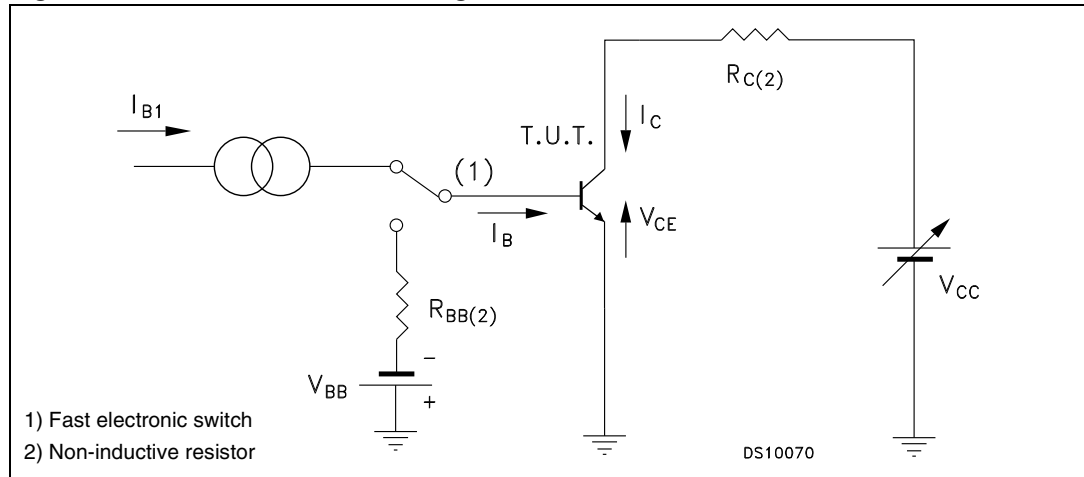 R_C(2)
I_B1
I_C
T.U.T.
(1)
V_CE
I_B
V_CC
R_BB(2)
−
V_BB
+
1) Fast electronic switch
2) Non-inductive resistor
DS10070